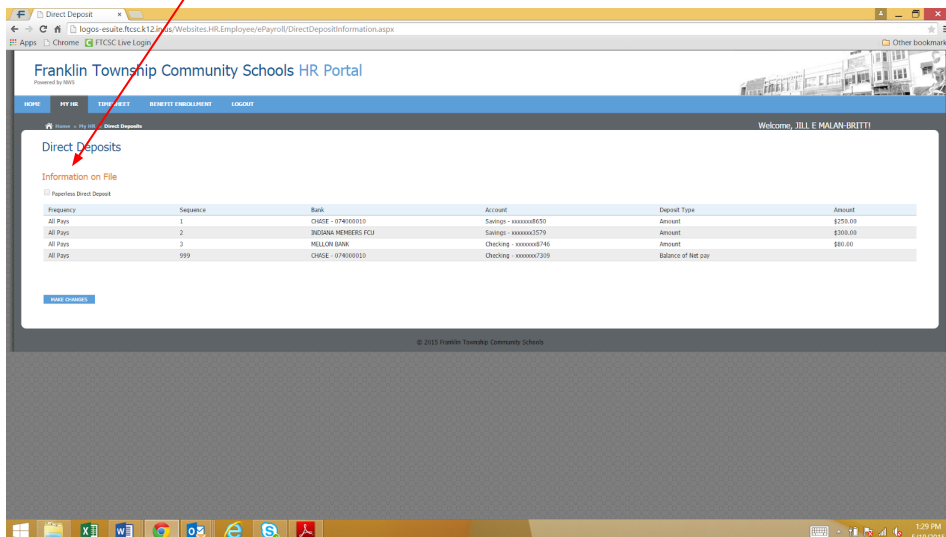 Direct Deposit
logos-esuite.ftcsc.k12.in.us/Websites.HR.Employee/ePayroll/DirectDepositInformation.aspx
Apps Chrome FTCSC Live Login Other bookmark
Franklin Township Community Schools HR Portal
Powered by NWS
HOME MY HR TIMESHEET BENEFIT ENROLLMENT LOGOUT
Home » My HR » Direct Deposits Welcome, JILL E MALAN-BRITT!
Direct Deposits
Information on File
Paperless Direct Deposit
Frequency Sequence Bank Account Deposit Type Amount
All Pays 1 CHASE - 074000010 Savings - xxxxxxx8650 Amount $250.00
All Pays 2 INDIANA MEMBERS FCU Savings - xxxxxxx3579 Amount $300.00
All Pays 3 MELLON BANK Checking - xxxxxxx8746 Amount $80.00
All Pays 999 CHASE - 074000010 Checking - xxxxxxx7309 Balance of Net pay
MAKE CHANGES
© 2015 Franklin Township Community Schools
1:29 PM